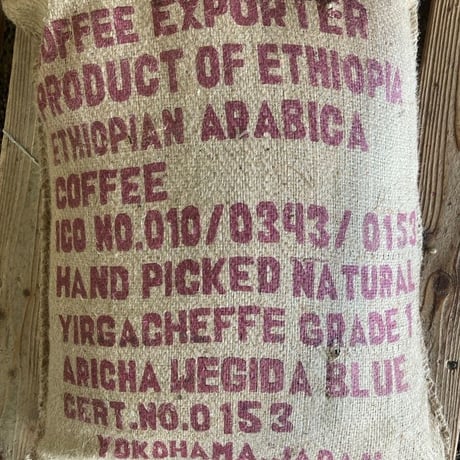 COFFEE EXPORTER
PRODUCT OF ETHIOPIA
ETHIOPIAN ARABICA
COFFEE
ICO NO.010/0343/0153
HAND PICKED NATURAL
YIRGACHEFFE GRADE 1
ARICHA WEGIDA BLUE
CERT.NO.0153
YOKOHAMA-JAPAN